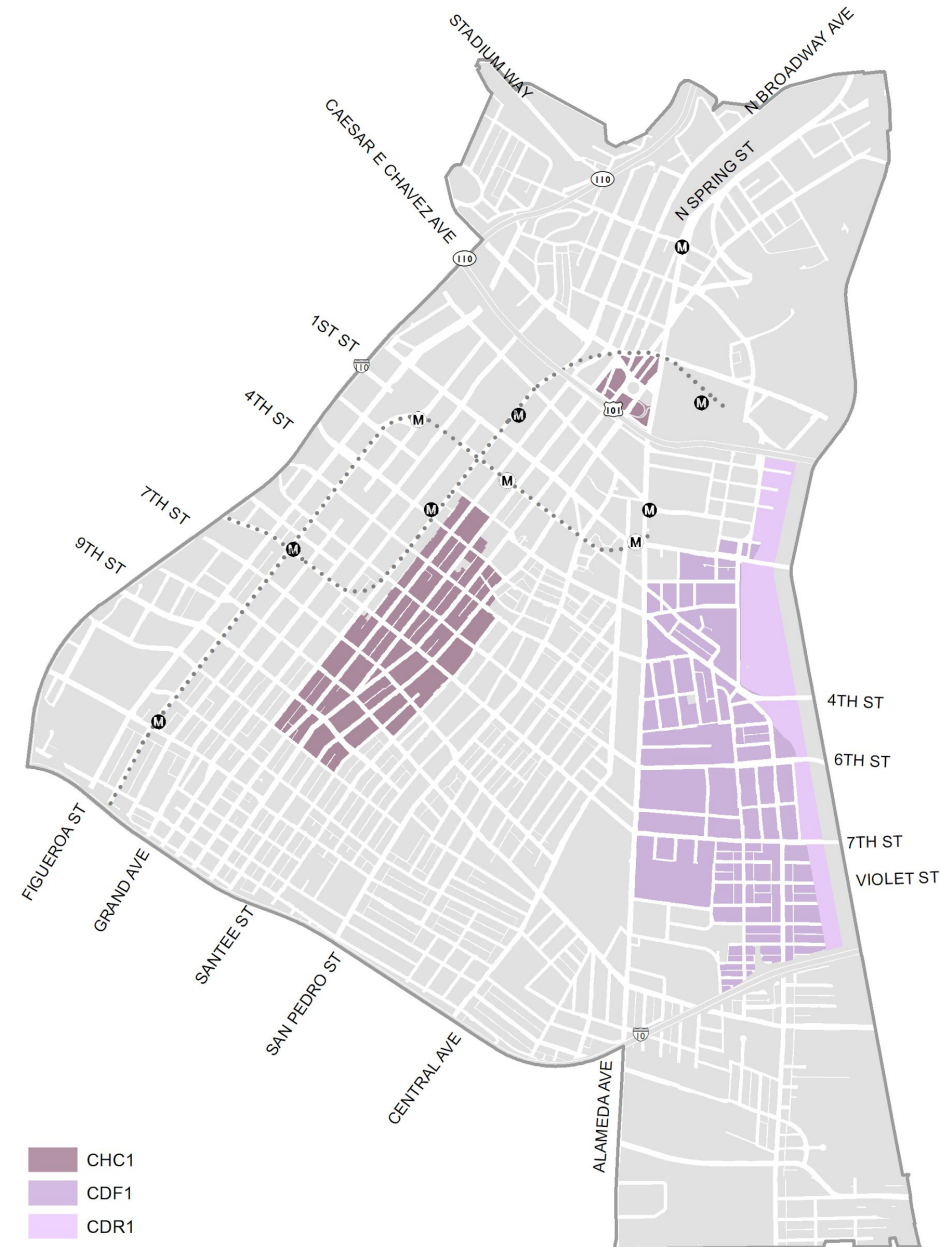 STADIUM WAY
N BROADWAY AVE
CAESAR E CHAVEZ AVE
N SPRING ST
110
M
110
1ST ST
110
4TH ST
M
M
M
101
7TH ST
M
M
M
9TH ST
M
M
4TH ST
M
6TH ST
7TH ST
VIOLET ST
FIGUEROA ST
GRAND AVE
SANTEE ST
SAN PEDRO ST
CENTRAL AVE
10
ALAMEDA AVE
CHC1
CDF1
CDR1